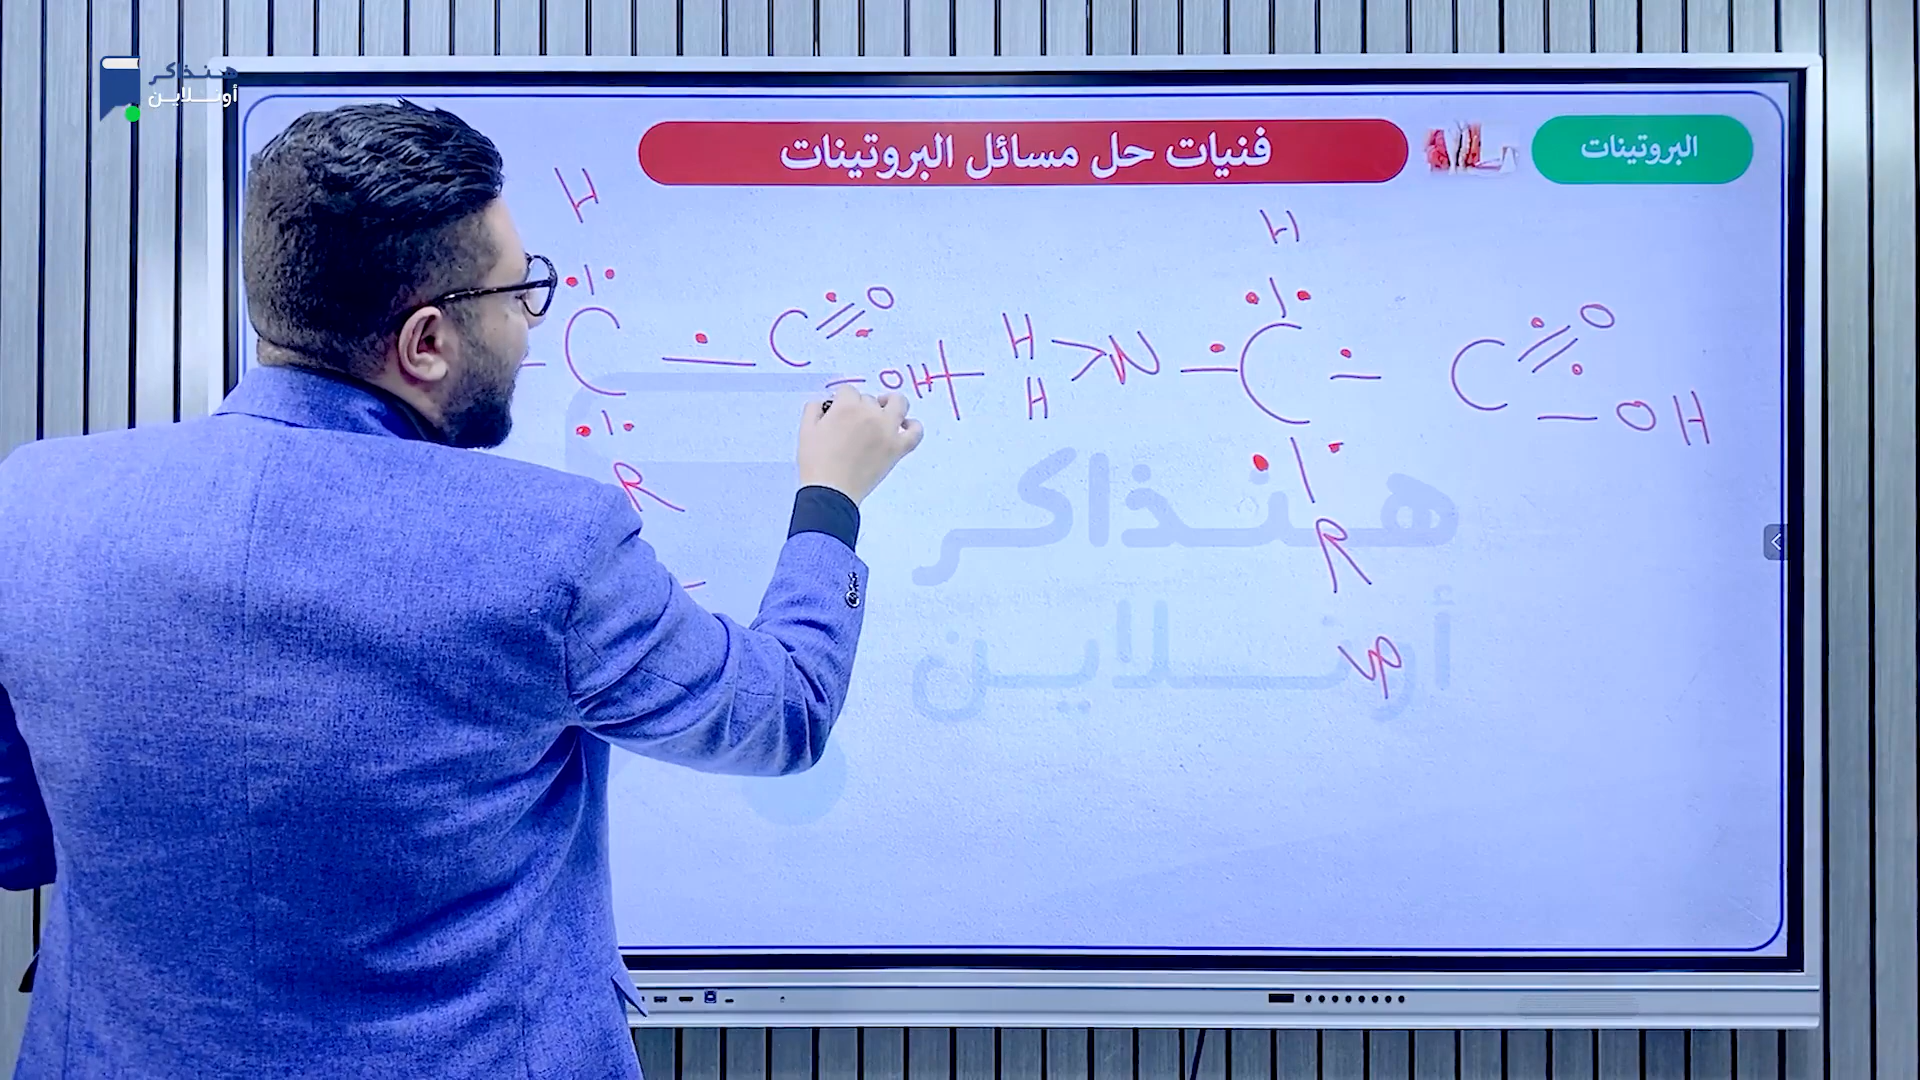 هنذاكر
أونلاين
البروتينات
فنيات حل مسائل البروتينات
H H
C — C = O
— OH + H H > N — C — C = O
— OH
R
R
هنذاكر
أونلاين